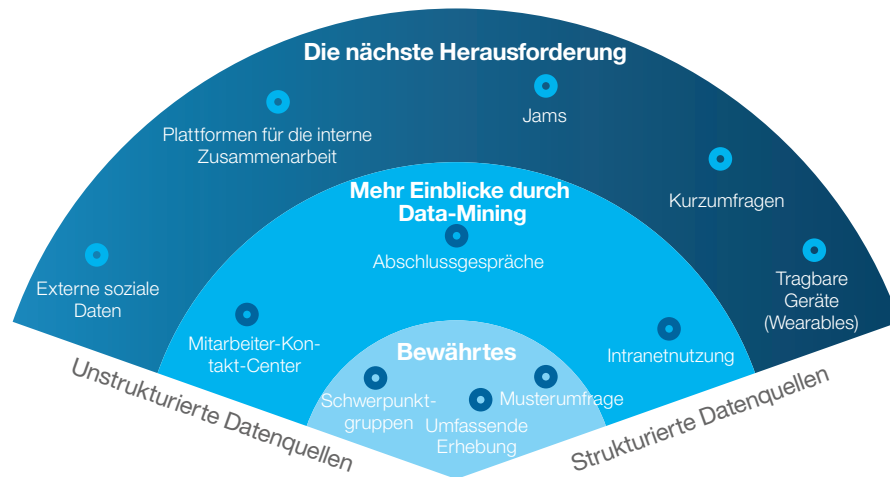 Die nächste Herausforderung
Jams
Plattformen für die interne
Zusammenarbeit
Kurzumfragen
Externe soziale
Daten
Tragbare
Geräte
(Wearables)
Mehr Einblicke durch
Data-Mining
Abschlussgespräche
Mitarbeiter-Kon-
takt-Center
Intranetnutzung
Bewährtes
Schwerpunkt-
gruppen
Umfassende
Erhebung
Musterumfrage
Unstrukturierte Datenquellen
Strukturierte Datenquellen